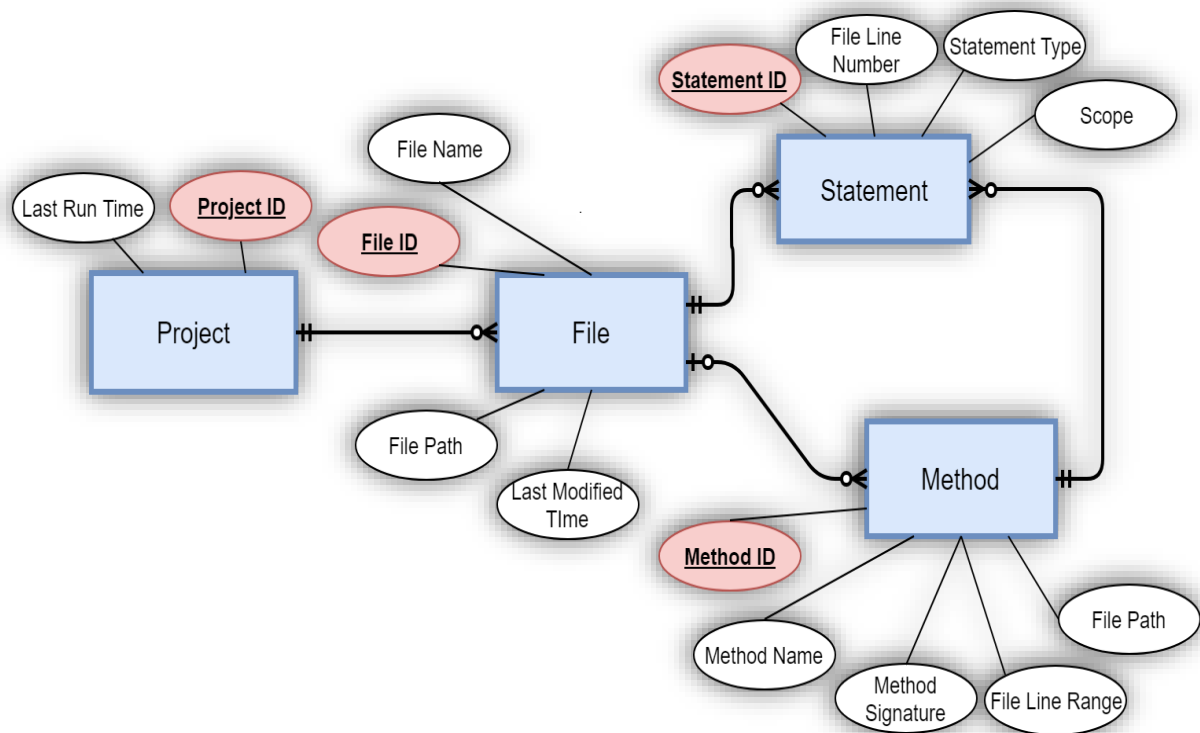 File Line
Number
Statement Type
Statement ID
Scope
File Name
Statement
Last Run Time
Project ID
File ID
Project
File
File Path
Last Modified
TIme
Method
Method ID
Method Name
Method
Signature
File Line Range
File Path